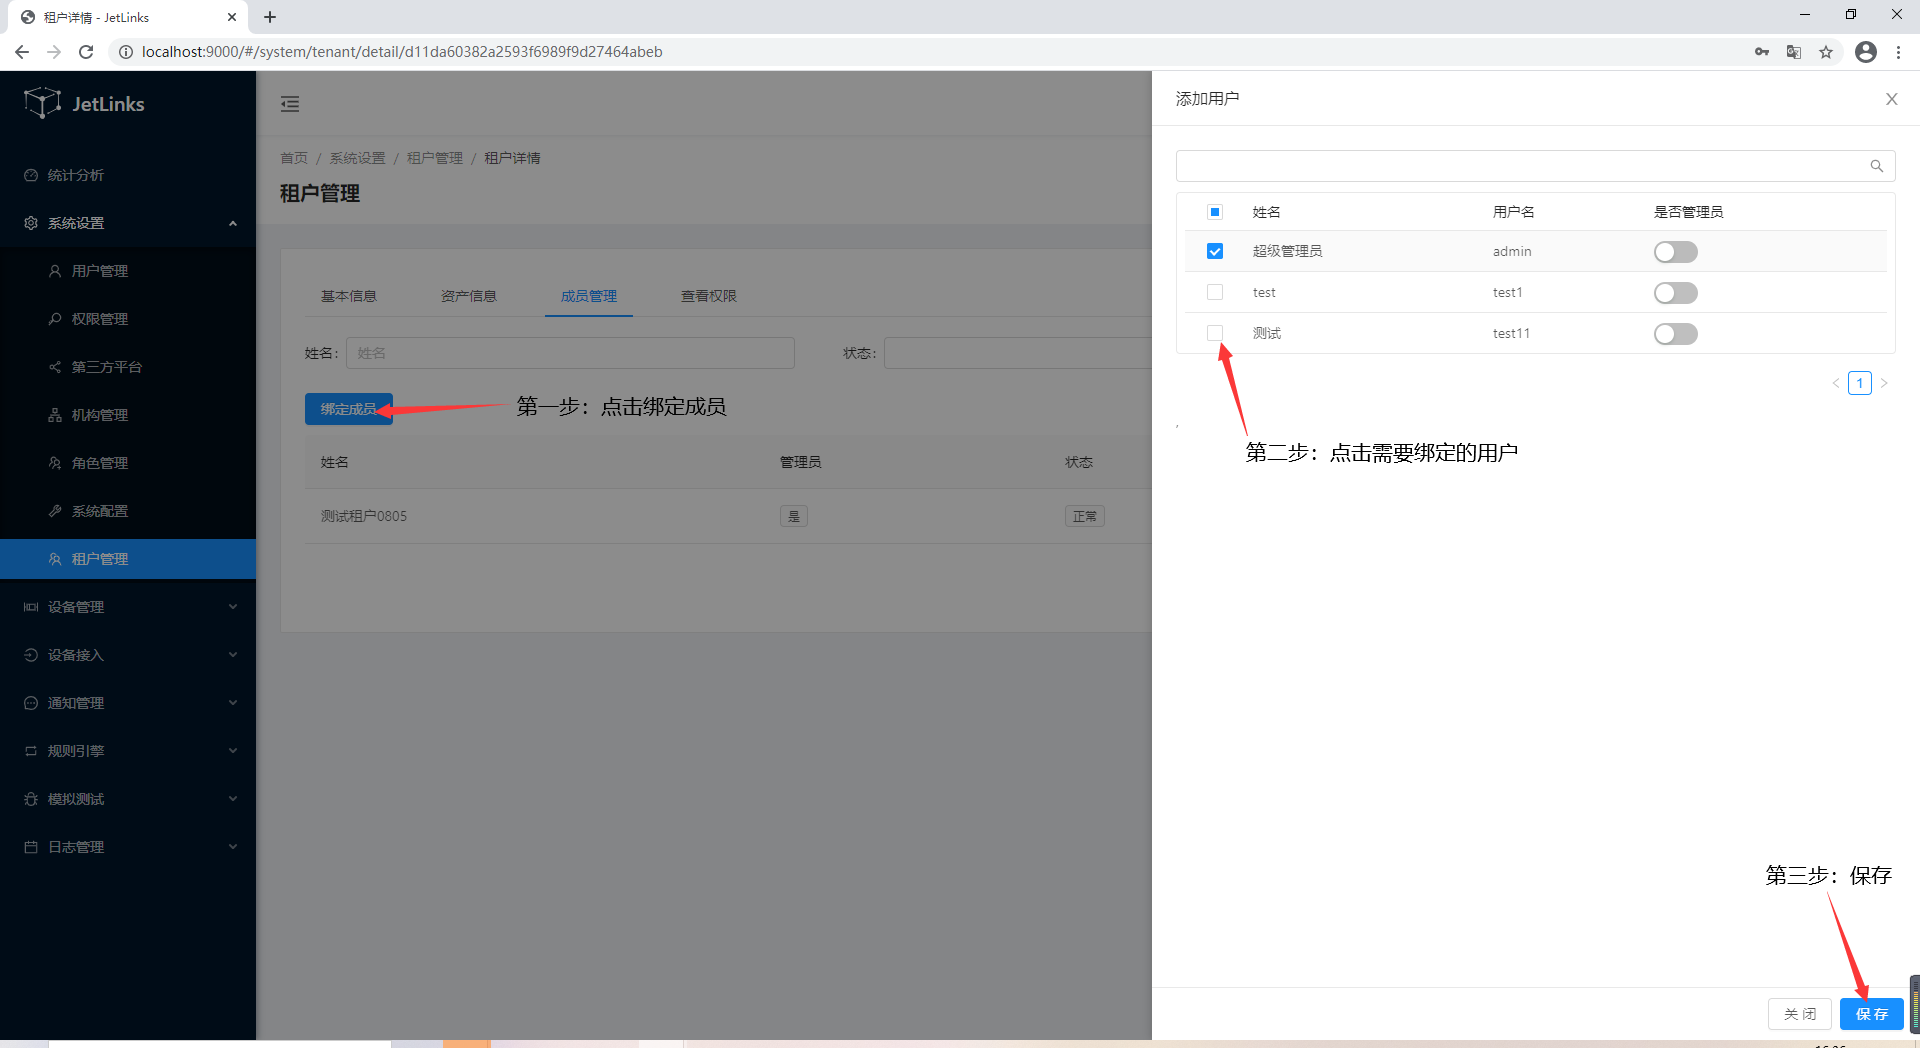 租户详情 - JetLinks
localhost:9000/#/system/tenant/detail/d11da60382a2593f6989f9d27464abeb
JetLinks
统计分析
系统设置
用户管理
权限管理
第三方平台
机构管理
角色管理
系统配置
租户管理
设备管理
设备接入
通知管理
规则引擎
模拟测试
日志管理
首页 / 系统设置 / 租户管理 / 租户详情
租户管理
基本信息 资产信息 成员管理 查看权限
姓名: 姓名 状态:
绑定成员 第一步：点击绑定成员
姓名 管理员 状态
测试租户0805 是 正常
添加用户
姓名 用户名 是否管理员
超级管理员 admin
test test1
测试 test11
1
第二步：点击需要绑定的用户
第三步：保存
关 闭 保 存